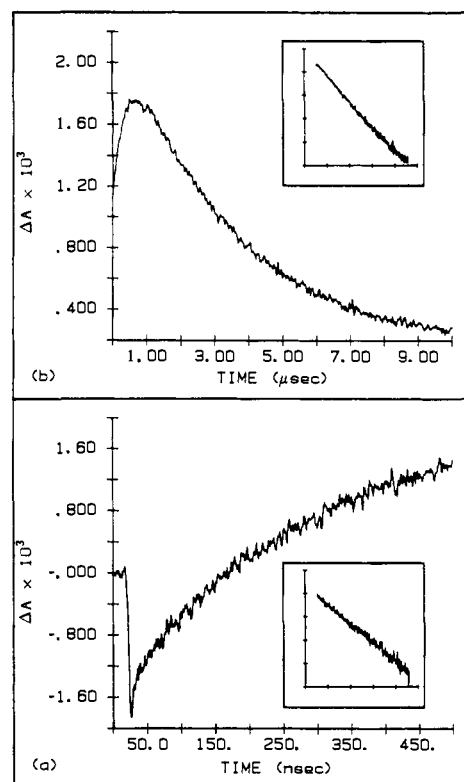 2.00
1.60
1.20
.800
.400
ΔA × 10³
1.00 3.00 5.00 7.00 9.00
(b) TIME (μsec)
1.60
.800
-.000
-.800
-1.60
ΔA × 10³
50.0 150. 250. 350. 450.
(a) TIME (nsec)